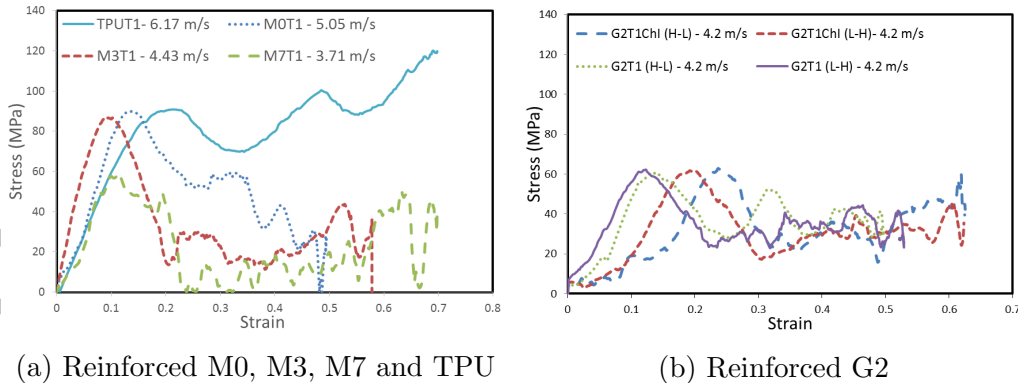 TPUT1- 6.17 m/s
M0T1 - 5.05 m/s
M3T1 - 4.43 m/s
M7T1 - 3.71 m/s
Stress (MPa)
140
120
100
80
60
40
20
0
0 0.1 0.2 0.3 0.4 0.5 0.6 0.7 0.8
Strain
(a) Reinforced M0, M3, M7 and TPU
G2T1ChI (H-L) - 4.2 m/s
G2T1ChI (L-H)- 4.2 m/s
G2T1 (H-L) - 4.2 m/s
G2T1 (L-H) - 4.2 m/s
Stress (MPa)
140
120
100
80
60
40
20
0
0 0.1 0.2 0.3 0.4 0.5 0.6 0.7
Strain
(b) Reinforced G2